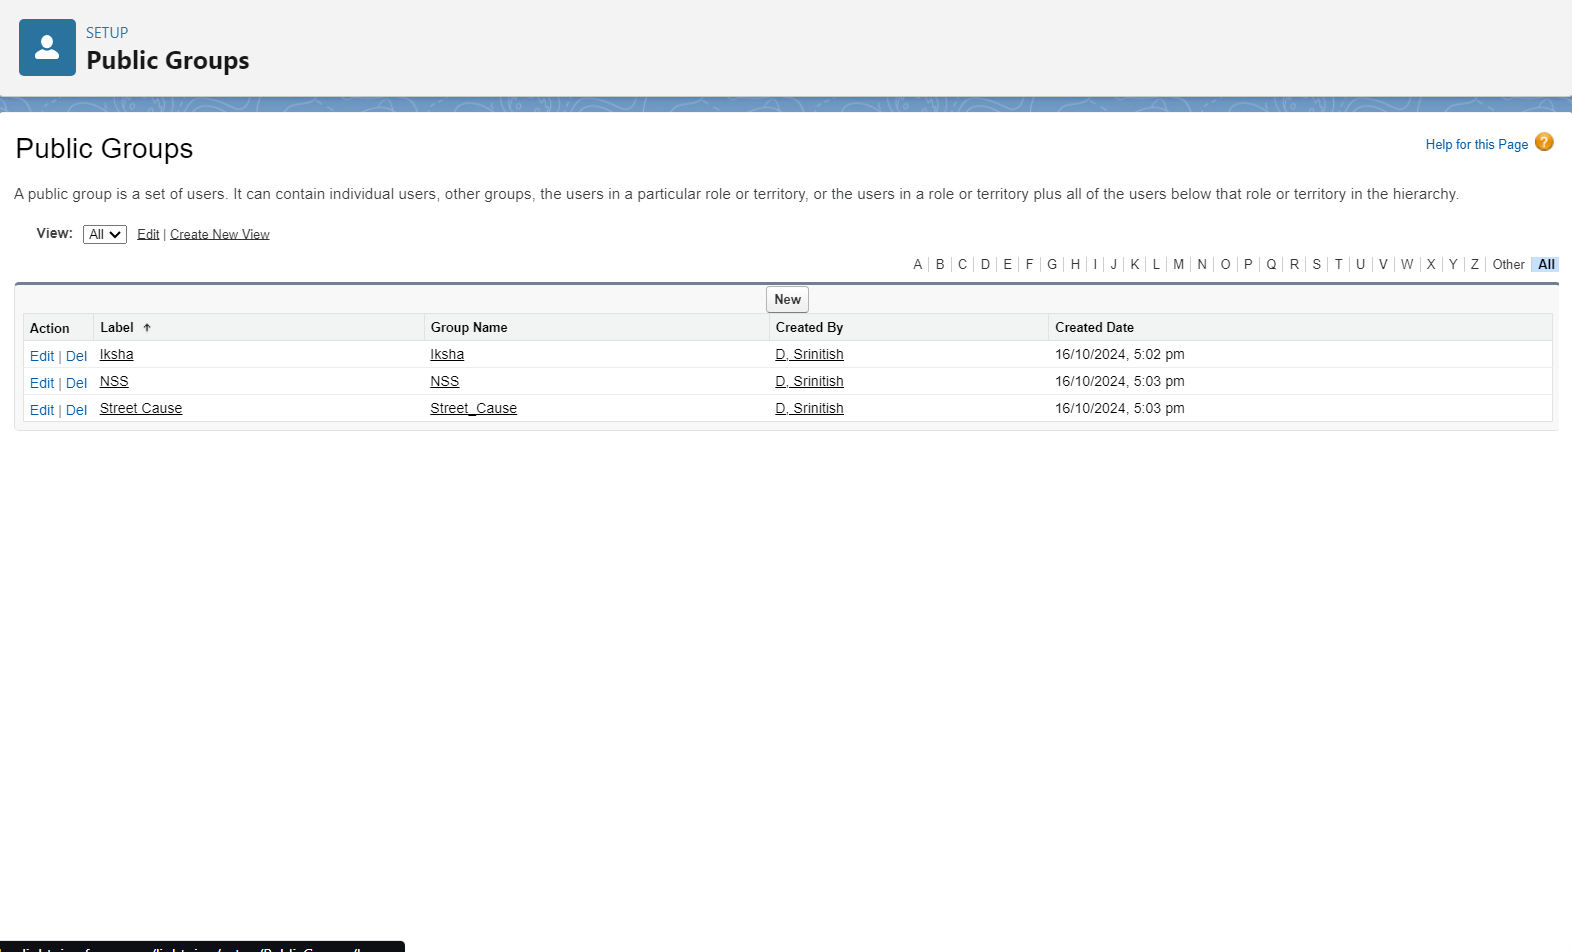 SETUP
Public Groups
Public Groups
Help for this Page ?
A public group is a set of users. It can contain individual users, other groups, the users in a particular role or territory, or the users in a role or territory plus all of the users below that role or territory in the hierarchy.
View: All Edit | Create New View
A | B | C | D | E | F | G | H | I | J | K | L | M | N | O | P | Q | R | S | T | U | V | W | X | Y | Z | Other | All
New
Action Label Group Name Created By Created Date
Edit | Del Iksha Iksha D, Srinitish 16/10/2024, 5:02 pm
Edit | Del NSS NSS D, Srinitish 16/10/2024, 5:03 pm
Edit | Del Street Cause Street_Cause D, Srinitish 16/10/2024, 5:03 pm